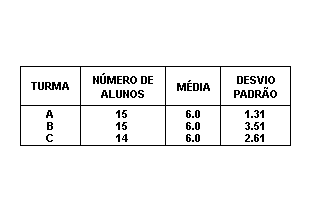 TURMA NÚMERO DE ALUNOS MÉDIA DESVIO PADRÃO
A 15 6.0 1.31
B 15 6.0 3.51
C 14 6.0 2.61